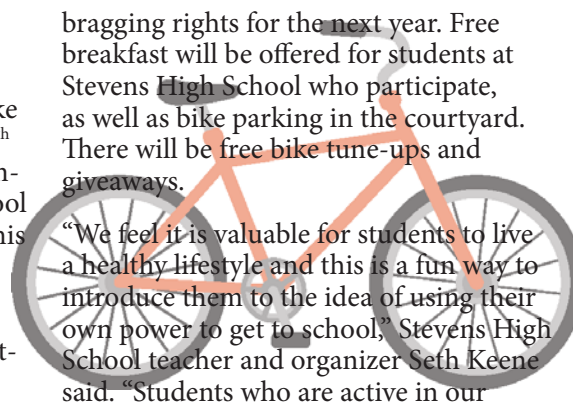 bragging rights for the next year. Free
breakfast will be offered for students at
Stevens High School who participate,
as well as bike parking in the courtyard.
There will be free bike tune-ups and
giveaways.
“We feel it is valuable for students to live
a healthy lifestyle and this is a fun way to
introduce them to the idea of using their
own power to get to school,” Stevens High
School teacher and organizer Seth Keene
said. “Students who are active in our